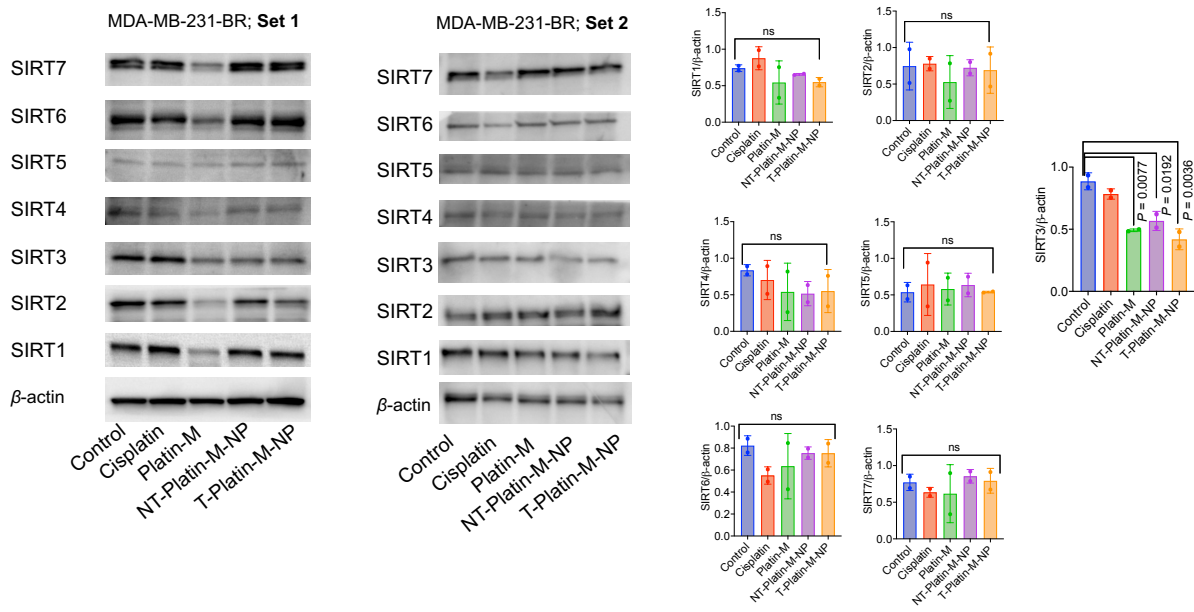 MDA-MB-231-BR; Set 1
SIRT7
SIRT6
SIRT5
SIRT4
SIRT3
SIRT2
SIRT1
β-actin
Control
Cisplatin
Platin-M
NT-Platin-M-NP
T-Platin-M-NP
MDA-MB-231-BR; Set 2
SIRT7
SIRT6
SIRT5
SIRT4
SIRT3
SIRT2
SIRT1
β-actin
Control
Cisplatin
Platin-M
NT-Platin-M-NP
T-Platin-M-NP
SIRT1/β-actin
1.5
1.0
0.5
0.0
ns
Control
Cisplatin
Platin-M
NT-Platin-M-NP
T-Platin-M-NP
SIRT2/β-actin
1.5
1.0
0.5
0.0
ns
Control
Cisplatin
Platin-M
NT-Platin-M-NP
T-Platin-M-NP
SIRT3/β-actin
1.0
0.5
0.0
P = 0.0077
P = 0.0192
P = 0.0036
Control
Cisplatin
Platin-M
NT-Platin-M-NP
T-Platin-M-NP
SIRT4/β-actin
1.5
1.0
0.5
0.0
ns
Control
Cisplatin
Platin-M
NT-Platin-M-NP
T-Platin-M-NP
SIRT5/β-actin
1.5
1.0
0.5
0.0
ns
Control
Cisplatin
Platin-M
NT-Platin-M-NP
T-Platin-M-NP
SIRT6/β-actin
1.0
0.8
0.6
0.4
0.2
0.0
ns
Control
Cisplatin
Platin-M
NT-Platin-M-NP
T-Platin-M-NP
SIRT7/β-actin
1.5
1.0
0.5
0.0
ns
Control
Cisplatin
Platin-M
NT-Platin-M-NP
T-Platin-M-NP